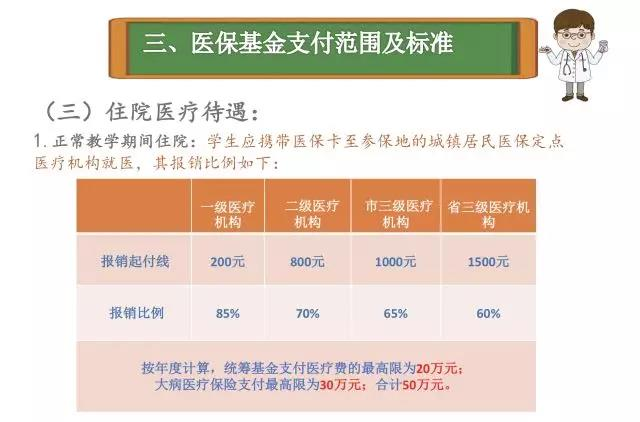 三、医保基金支付范围及标准
（三）住院医疗待遇：
1.正常教学期间住院：学生应携带医保卡至参保地的城镇居民医保定点
医疗机构就医，其报销比例如下：
一级医疗机构 二级医疗机构 市三级医疗机构 省三级医疗机构
报销起付线 200元 800元 1000元 1500元
报销比例 85% 70% 65% 60%
按年度计算，统筹基金支付医疗费的最高限为20万元；
大病医疗保险支付最高限为30万元；合计50万元。